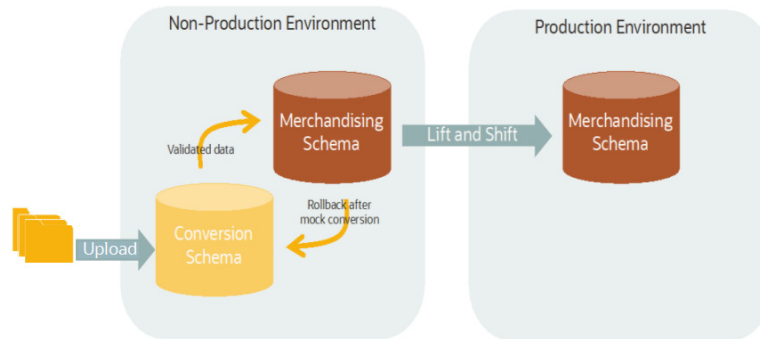 Non-Production Environment
Production Environment
Merchandising
Schema
Lift and Shift
Merchandising
Schema
Validated data
Rollback after
mock conversion
Upload
Conversion
Schema